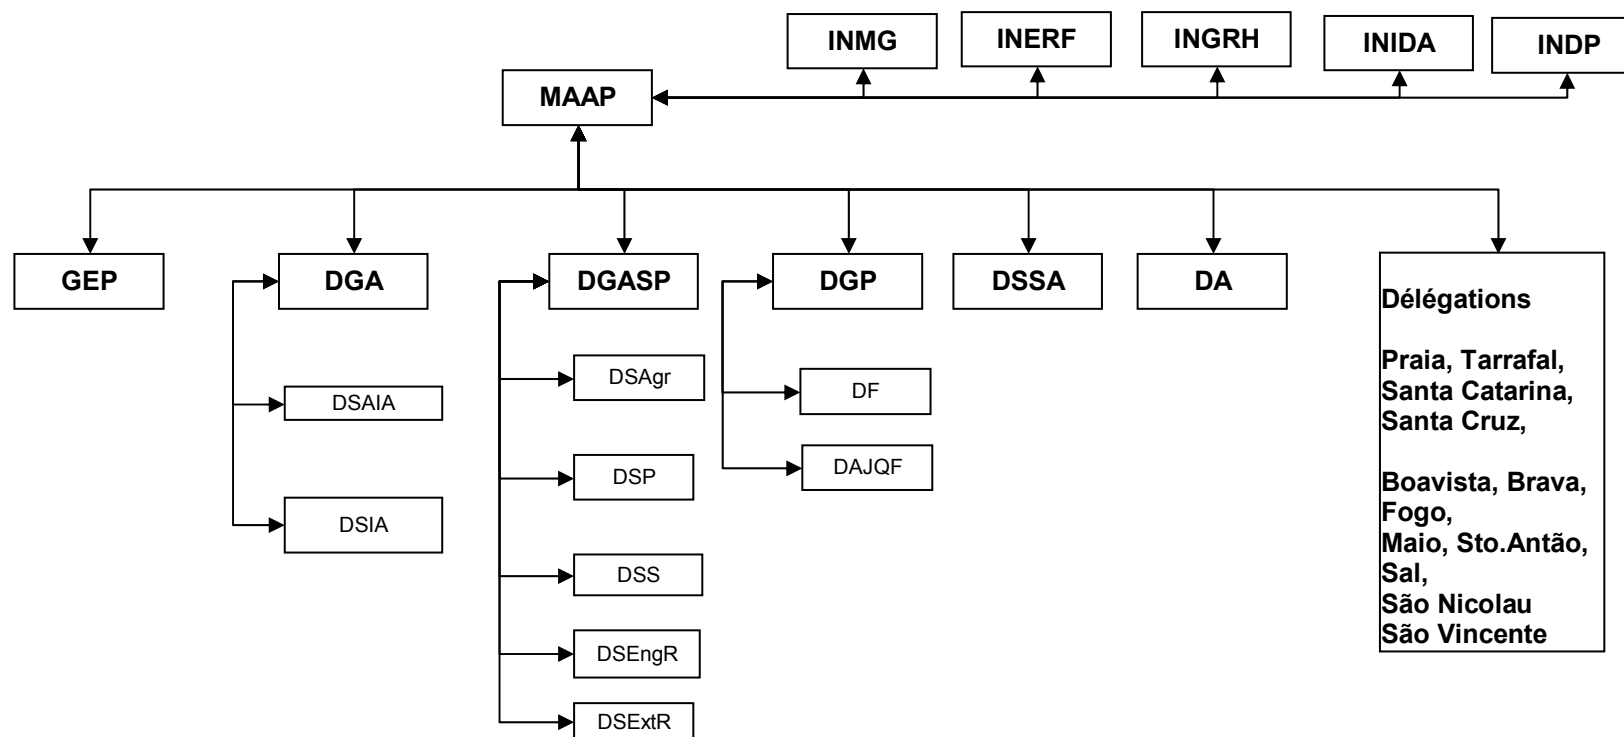 INMG
INERF
INGRH
INIDA
INDP
MAAP
GEP
DGA
DGASP
DGP
DSSA
DA
DSAIA
DSIA
DSAgr
DSP
DSS
DSEngR
DSExtR
DF
DAJQF
Délégations
Praia, Tarrafal,
Santa Catarina,
Santa Cruz,
Boavista, Brava,
Fogo,
Maio, Sto.Antão,
Sal,
São Nicolau
São Vincente